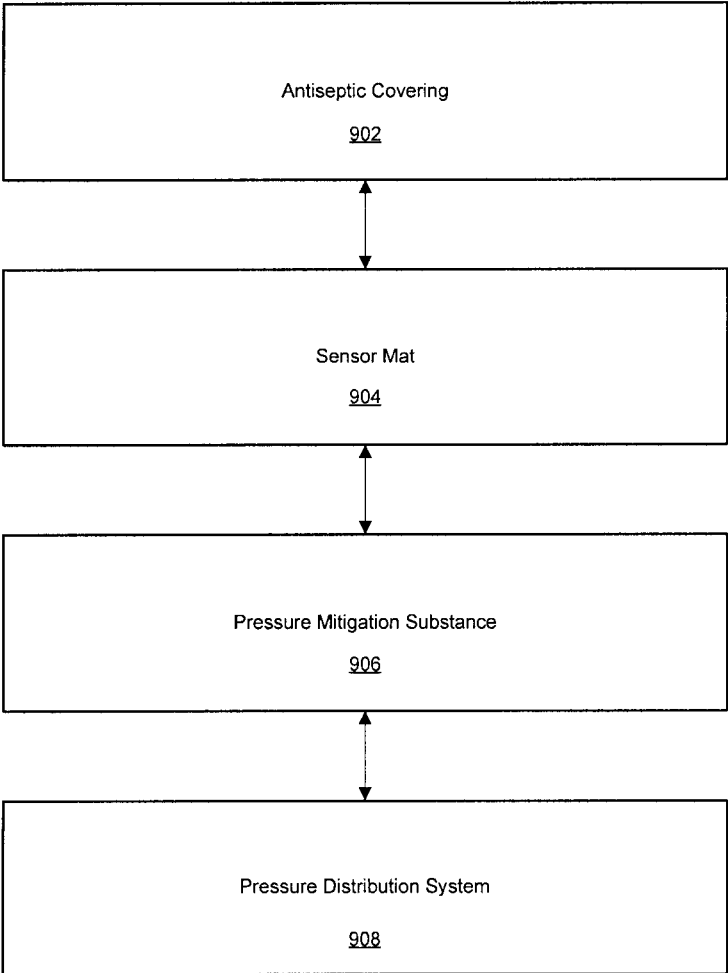 Antiseptic Covering
902
Sensor Mat
904
Pressure Mitigation Substance
906
Pressure Distribution System
908